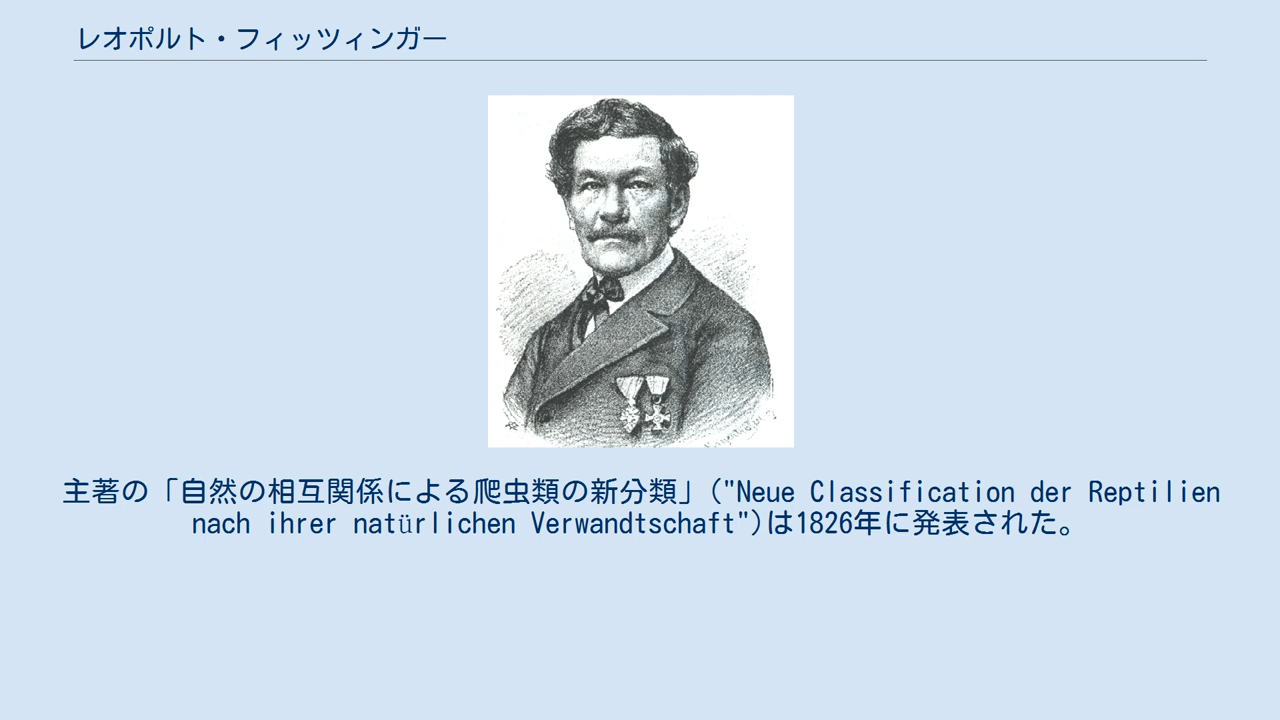 レオポルト・フィッツィンガー
主著の「自然の相互関係による爬虫類の新分類」("Neue Classification der Reptilien
nach ihrer natürlichen Verwandtschaft")は1826年に発表された。